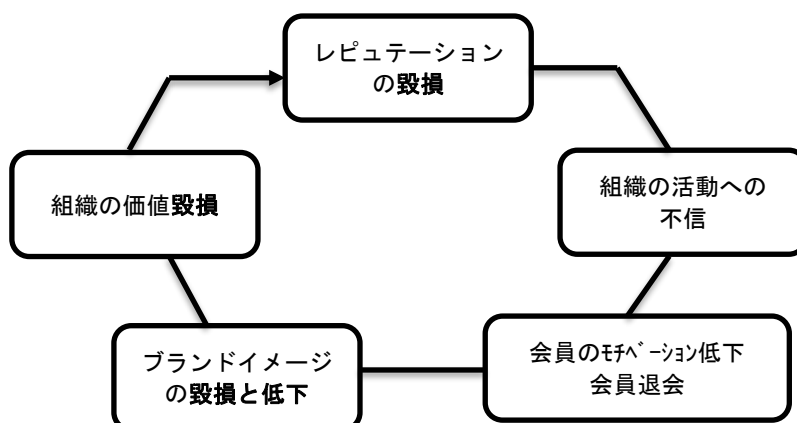 レピュテーション
の毀損
組織の活動への
不信
会員のﾓﾁﾍﾞｰｼｮﾝ低下
会員退会
ブランドイメージ
の毀損と低下
組織の価値毀損